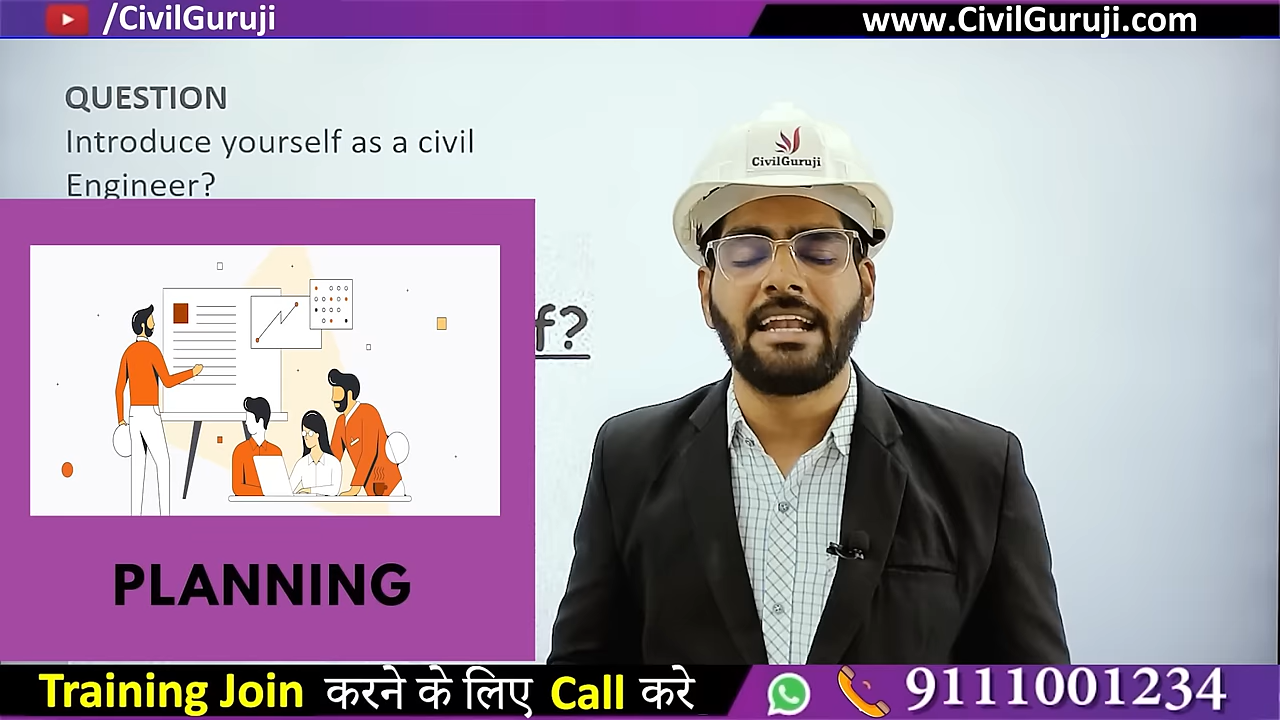 /CivilGuruji
www.CivilGuruji.com
QUESTION
Introduce yourself as a civil
Engineer?
f?
CivilGuruji
PLANNING
Training Join करने के लिए Call करे
9111001234